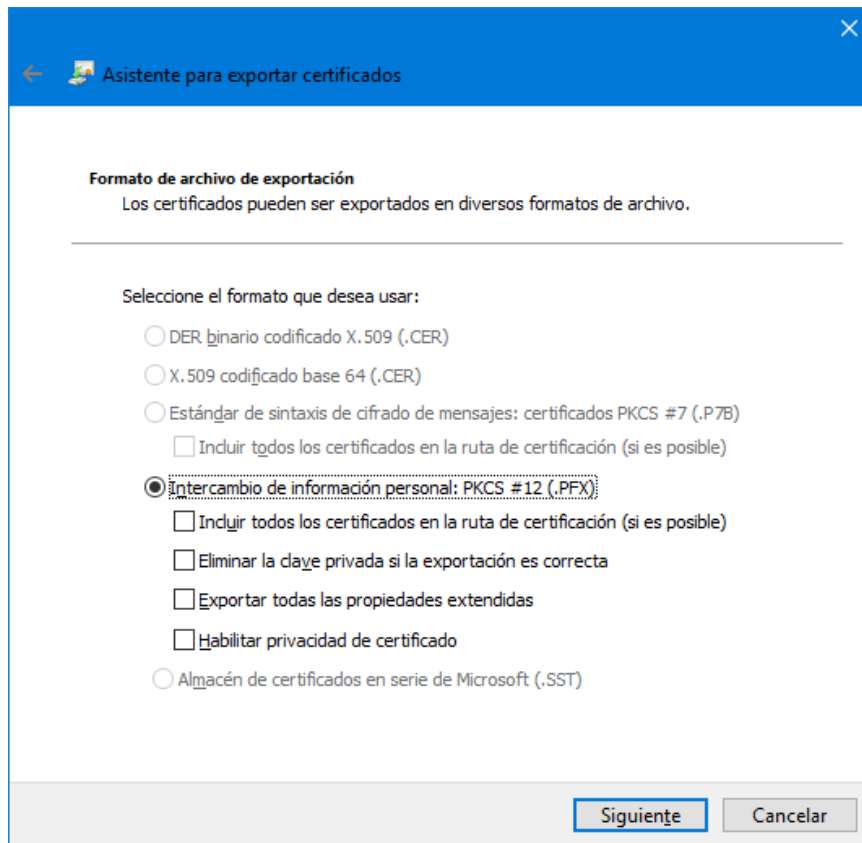 Asistente para exportar certificados
Formato de archivo de exportación
Los certificados pueden ser exportados en diversos formatos de archivo.
Seleccione el formato que desea usar:
DER binario codificado X.509 (.CER)
X.509 codificado base 64 (.CER)
Estándar de sintaxis de cifrado de mensajes: certificados PKCS #7 (.P7B)
Incluir todos los certificados en la ruta de certificación (si es posible)
Intercambio de información personal: PKCS #12 (.PFX)
Incluir todos los certificados en la ruta de certificación (si es posible)
Eliminar la clave privada si la exportación es correcta
Exportar todas las propiedades extendidas
Habilitar privacidad de certificado
Almacén de certificados en serie de Microsoft (.SST)
Siguiente Cancelar